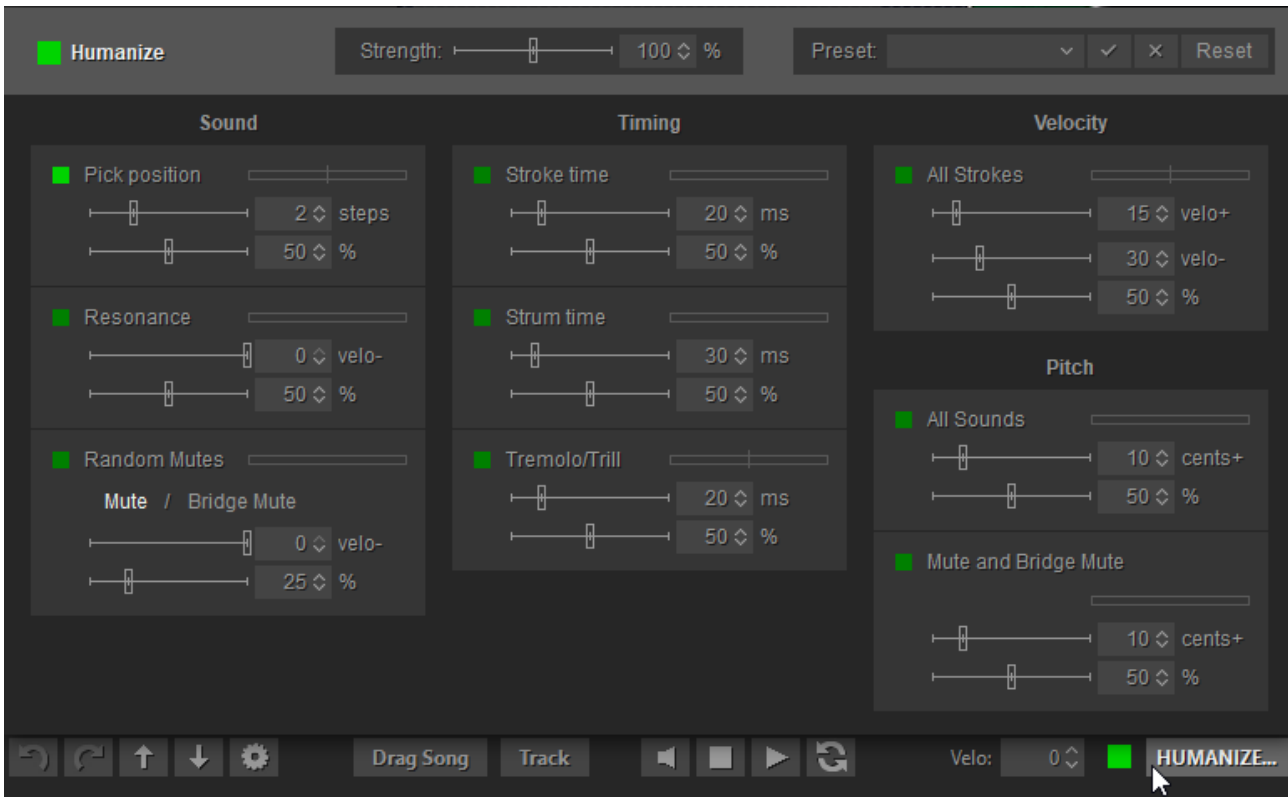 Humanize
Strength: 100 %
Preset: Reset
Sound
Pick position
2 steps
50 %
Resonance
0 velo-
50 %
Random Mutes
Mute / Bridge Mute
0 velo-
25 %
Timing
Stroke time
20 ms
50 %
Strum time
30 ms
50 %
Tremolo/Trill
20 ms
50 %
Velocity
All Strokes
15 velo+
30 velo-
50 %
Pitch
All Sounds
10 cents+
50 %
Mute and Bridge Mute
10 cents+
50 %
Drag Song Track Velo: 0 HUMANIZE...